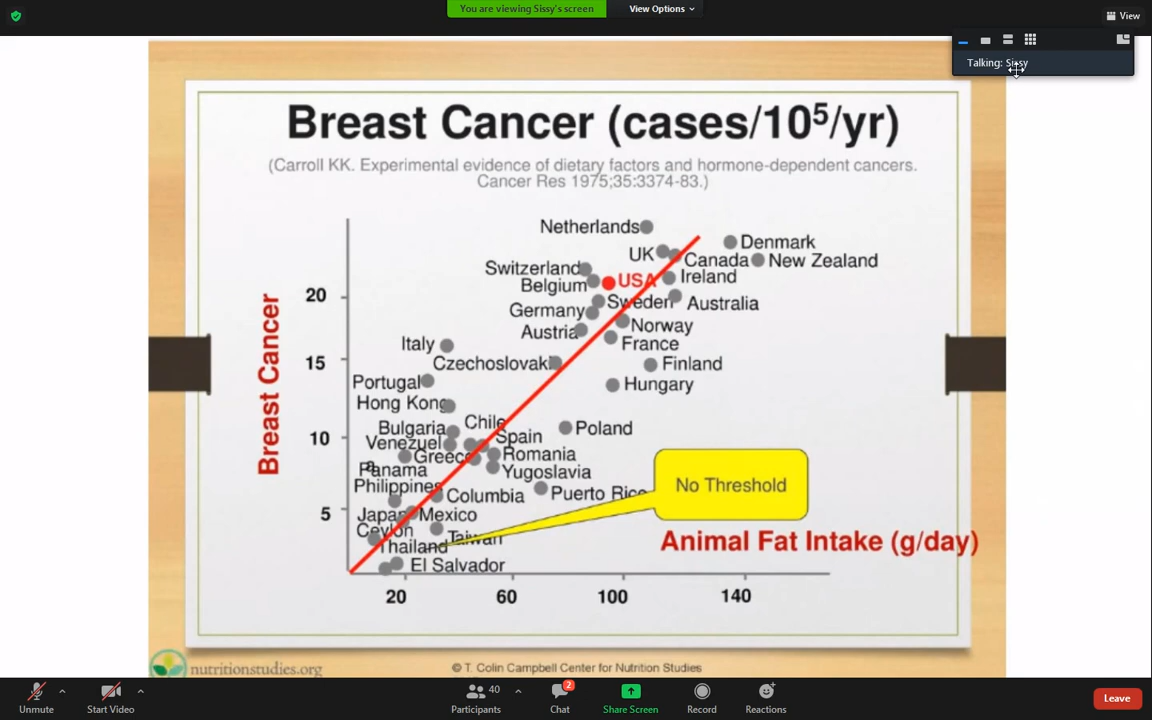 You are viewing Sissy's screen
View Options
View
Talking: Sissy
Breast Cancer (cases/10⁵/yr)
(Carroll KK. Experimental evidence of dietary factors and hormone-dependent cancers.
Cancer Res 1975;35:3374-83.)
Netherlands
Denmark
UK
Canada
New Zealand
Switzerland
USA
Ireland
Belgium
20
Sweden
Australia
Germany
Norway
Austria
France
Italy
15
Czechoslovaki
Finland
Portugal
Hungary
Hong Kong
Breast Cancer
Chile
Bulgaria
Poland
10
Venezuel
a
Spain
Greece
Romania
Panama
Yugoslavia
No Threshold
Philippines
Columbia
Puerto Rico
5
Japan
Mexico
Ceylon
Taiwan
Thailand
Animal Fat Intake (g/day)
El Salvador
20
60
100
140
nutritionstudies.org
© T. Colin Campbell Center for Nutrition Studies
Unmute
Start Video
40
Participants
2
Chat
Share Screen
Record
Reactions
Leave